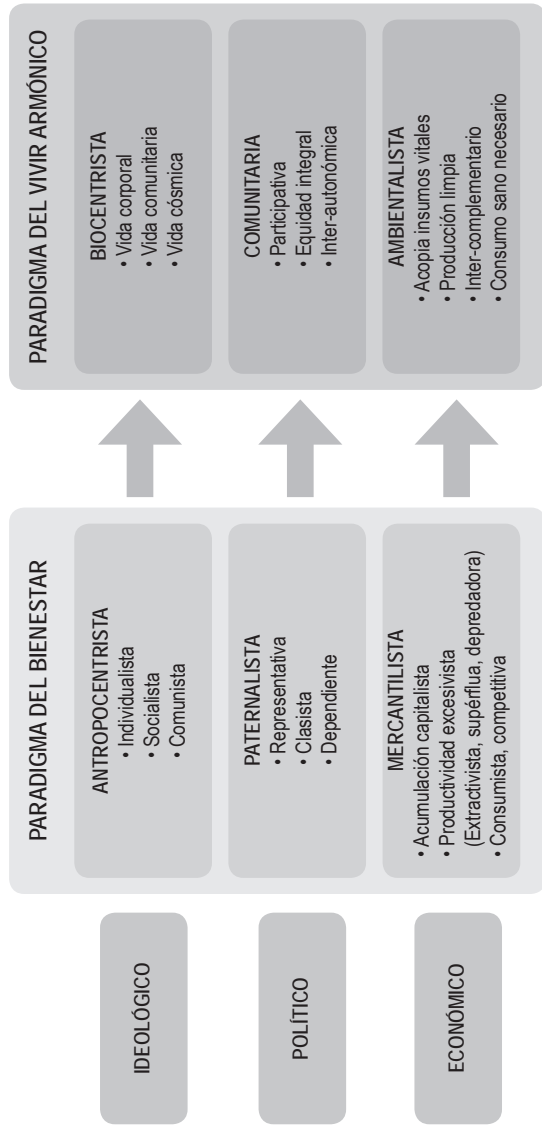 PARADIGMA DEL BIENESTAR
PARADIGMA DEL VIVIR ARMÓNICO
IDEOLÓGICO
ANTROPOCENTRISTA
• Individualista
• Socialista
• Comunista
BIOCENTRISTA
• Vida corporal
• Vida comunitaria
• Vida cósmica
POLÍTICO
PATERNALISTA
• Representativa
• Clasista
• Dependiente
COMUNITARIA
• Participativa
• Equidad integral
• Inter-autonómica
ECONÓMICO
MERCANTILISTA
• Acumulación capitalista
• Productividad excesivista
(Extractivista, supérflua, depredadora)
• Consumista, competitiva
AMBIENTALISTA
• Acopia insumos vitales
• Producción limpia
• Inter-complementario
• Consumo sano necesario